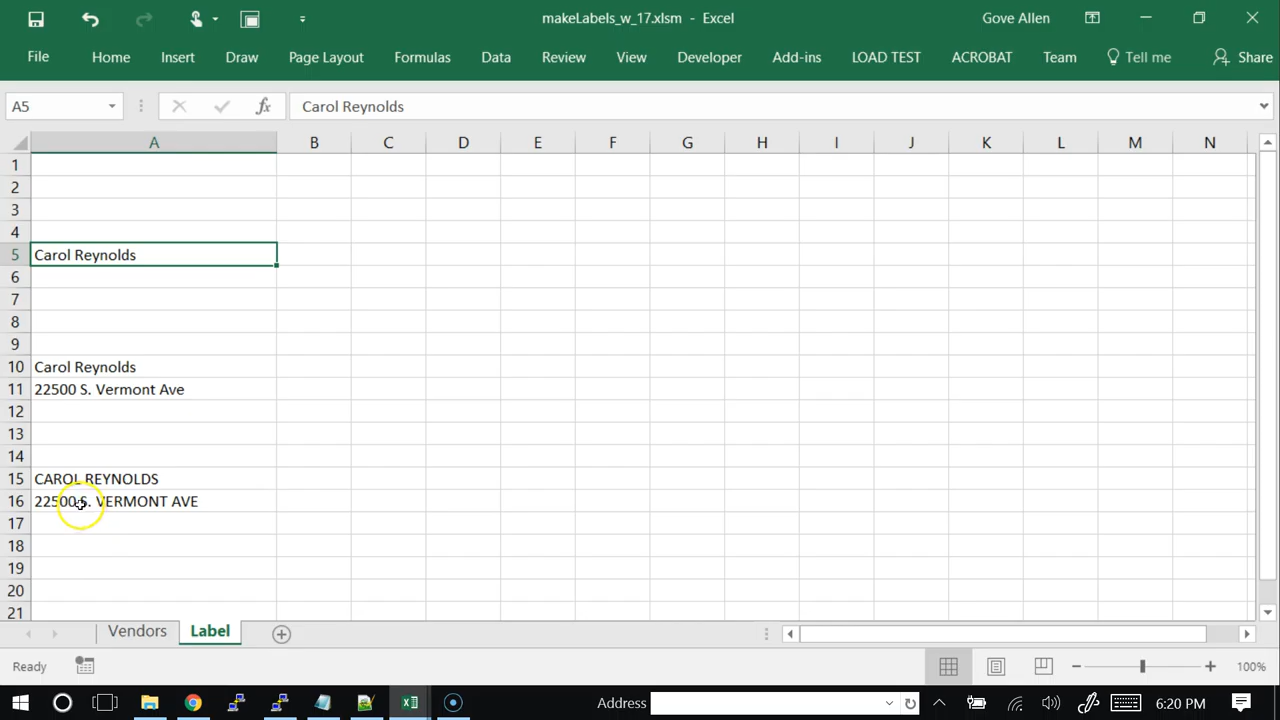 makeLabels_w_17.xlsm - Excel
Gove Allen
File Home Insert Draw Page Layout Formulas Data Review View Developer Add-ins LOAD TEST ACROBAT Team Tell me Share
A5 fx Carol Reynolds
A B C D E F G H I J K L M N
1
2
3
4
5 Carol Reynolds
6
7
8
9
10 Carol Reynolds
11 22500 S. Vermont Ave
12
13
14
15 CAROL REYNOLDS
16 22500 S. VERMONT AVE
17
18
19
20
21
Vendors Label
Ready 100%
Address 6:20 PM